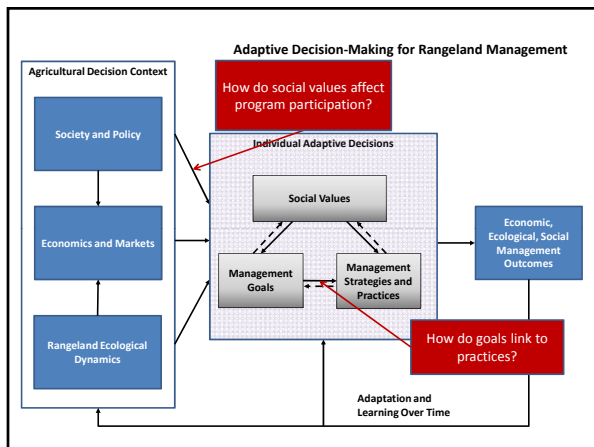 Adaptive Decision-Making for Rangeland Management
Agricultural Decision Context
How do social values affect
program participation?
Society and Policy
Individual Adaptive Decisions
Social Values
Economics and Markets
Economic,
Ecological, Social
Management
Outcomes
Management
Goals
Management
Strategies and
Practices
Rangeland Ecological
Dynamics
How do goals link to
practices?
Adaptation and
Learning Over Time